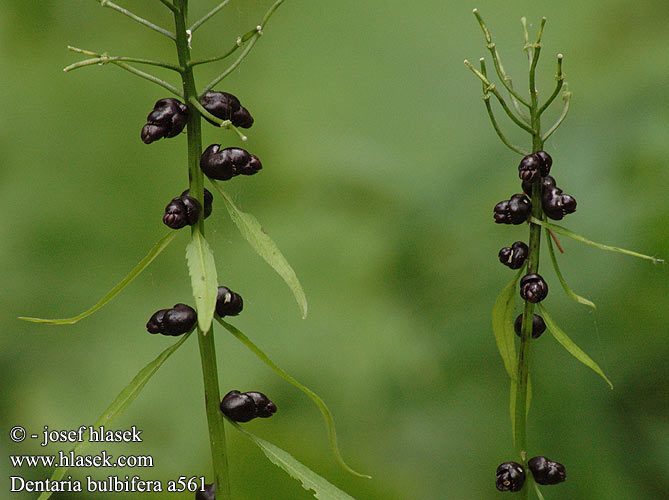 © - josef hlasek
www.hlasek.com
Dentaria bulbifera a561